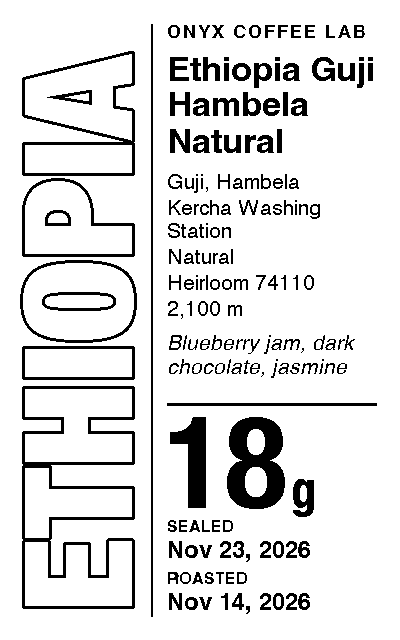 ETHIOPIA
ONYX COFFEE LAB
Ethiopia Guji
Hambela
Natural
Guji, Hambela
Kercha Washing
Station
Natural
Heirloom 74110
2,100 m
Blueberry jam, dark
chocolate, jasmine
18g
SEALED
Nov 23, 2026
ROASTED
Nov 14, 2026